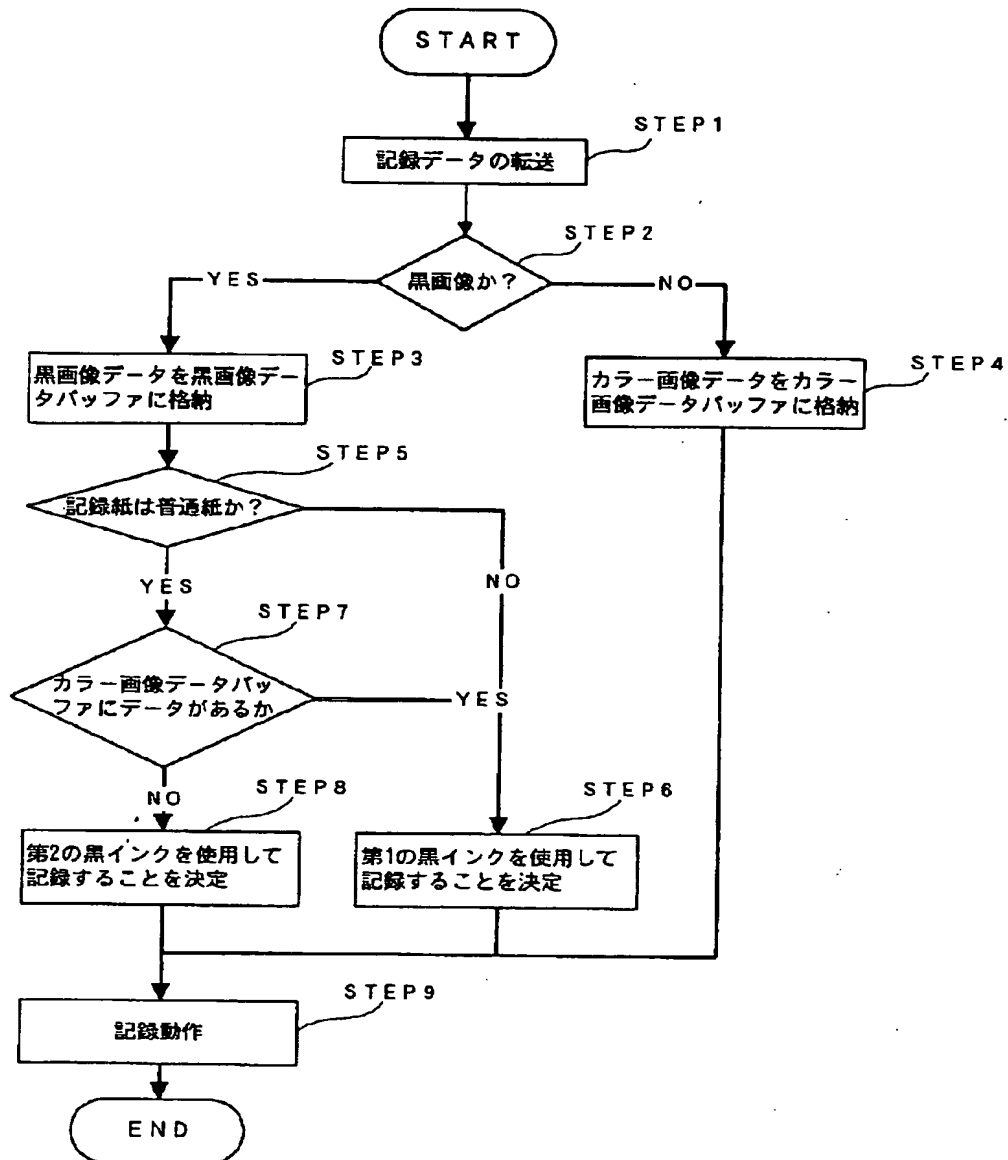 START
STEP1
記録データの転送
STEP2
黒画像か?
YES
NO
STEP3
黒画像データを黒画像デー
タバッファに格納
STEP4
カラー画像データをカラー
画像データバッファに格納
STEP5
記録紙は普通紙か?
YES
NO
STEP7
カラー画像データバッ
ファにデータがあるか
YES
NO
STEP8
第2の黒インクを使用して
記録することを決定
STEP6
第1の黒インクを使用して
記録することを決定
STEP9
記録動作
END